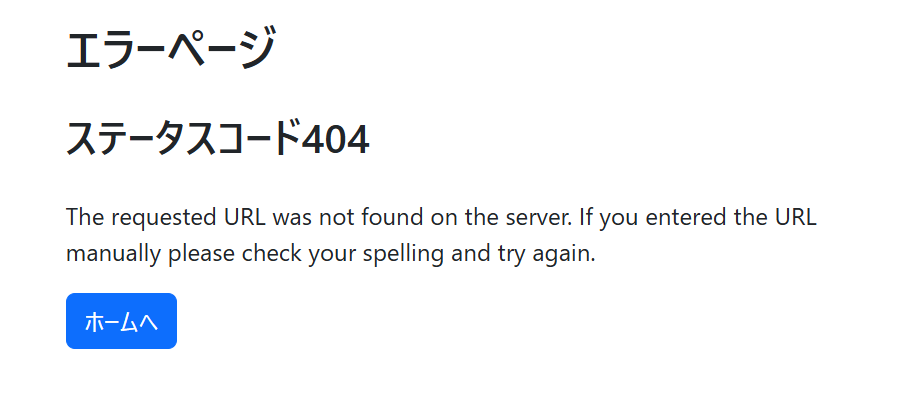 エラーページ
ステータスコード404
The requested URL was not found on the server. If you entered the URL
manually please check your spelling and try again.
ホームへ